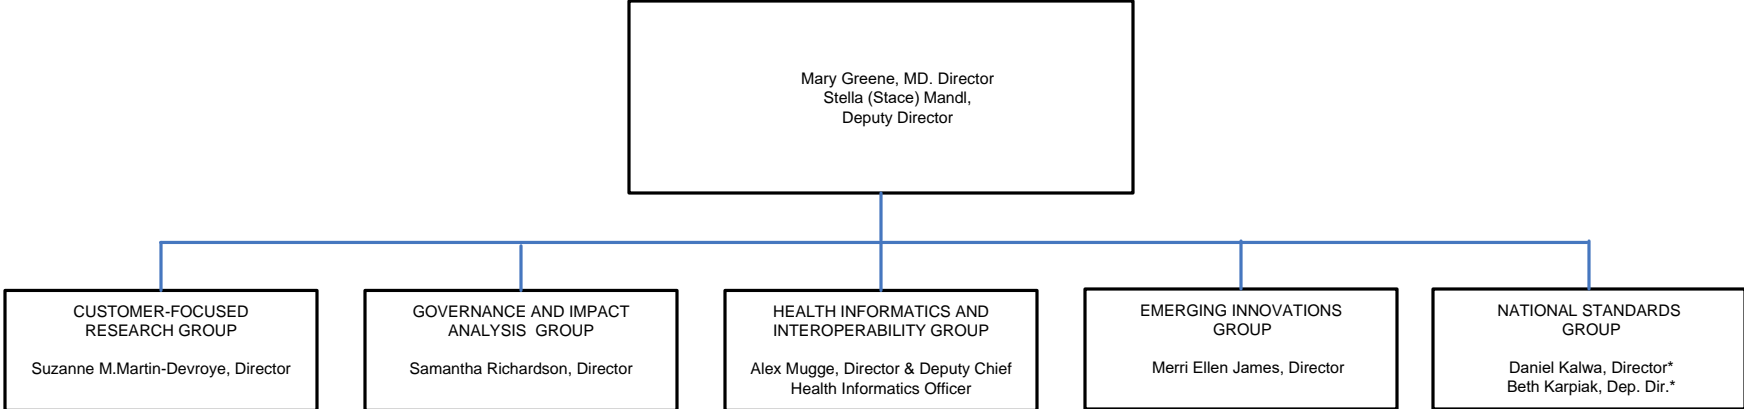 Mary Greene, MD. Director
Stella (Stace) Mandl,
Deputy Director
CUSTOMER-FOCUSED
RESEARCH GROUP
Suzanne M.Martin-Devroye, Director
GOVERNANCE AND IMPACT
ANALYSIS GROUP
Samantha Richardson, Director
HEALTH INFORMATICS AND
INTEROPERABILITY GROUP
Alex Mugge, Director & Deputy Chief
Health Informatics Officer
EMERGING INNOVATIONS
GROUP
Merri Ellen James, Director
NATIONAL STANDARDS
GROUP
Daniel Kalwa, Director*
Beth Karpiak, Dep. Dir.*